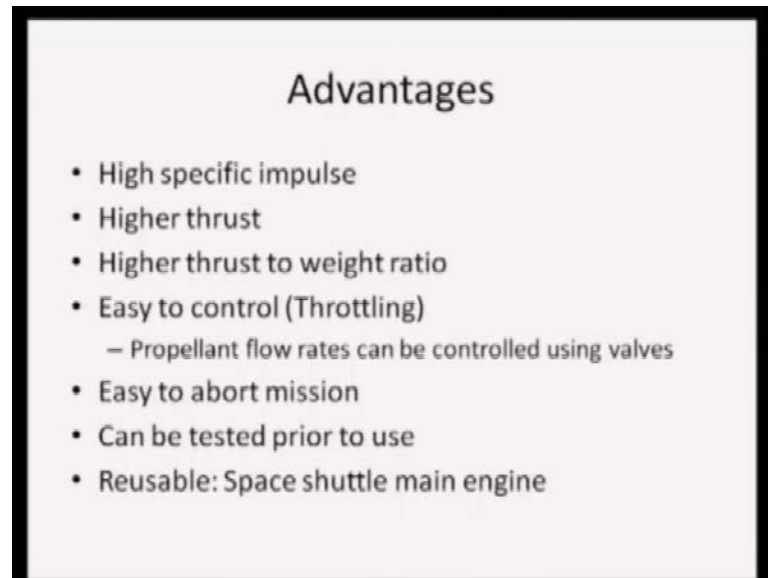 Advantages
• High specific impulse
• Higher thrust
• Higher thrust to weight ratio
• Easy to control (Throttling)
– Propellant flow rates can be controlled using valves
• Easy to abort mission
• Can be tested prior to use
• Reusable: Space shuttle main engine